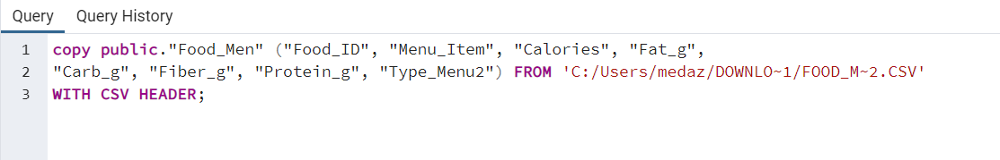 Query Query History
1 copy public."Food_Men" ("Food_ID", "Menu_Item", "Calories", "Fat_g",
2 "Carb_g", "Fiber_g", "Protein_g", "Type_Menu2") FROM 'C:/Users/medaz/DOWNLO~1/FOOD_M~2.CSV'
3 WITH CSV HEADER;